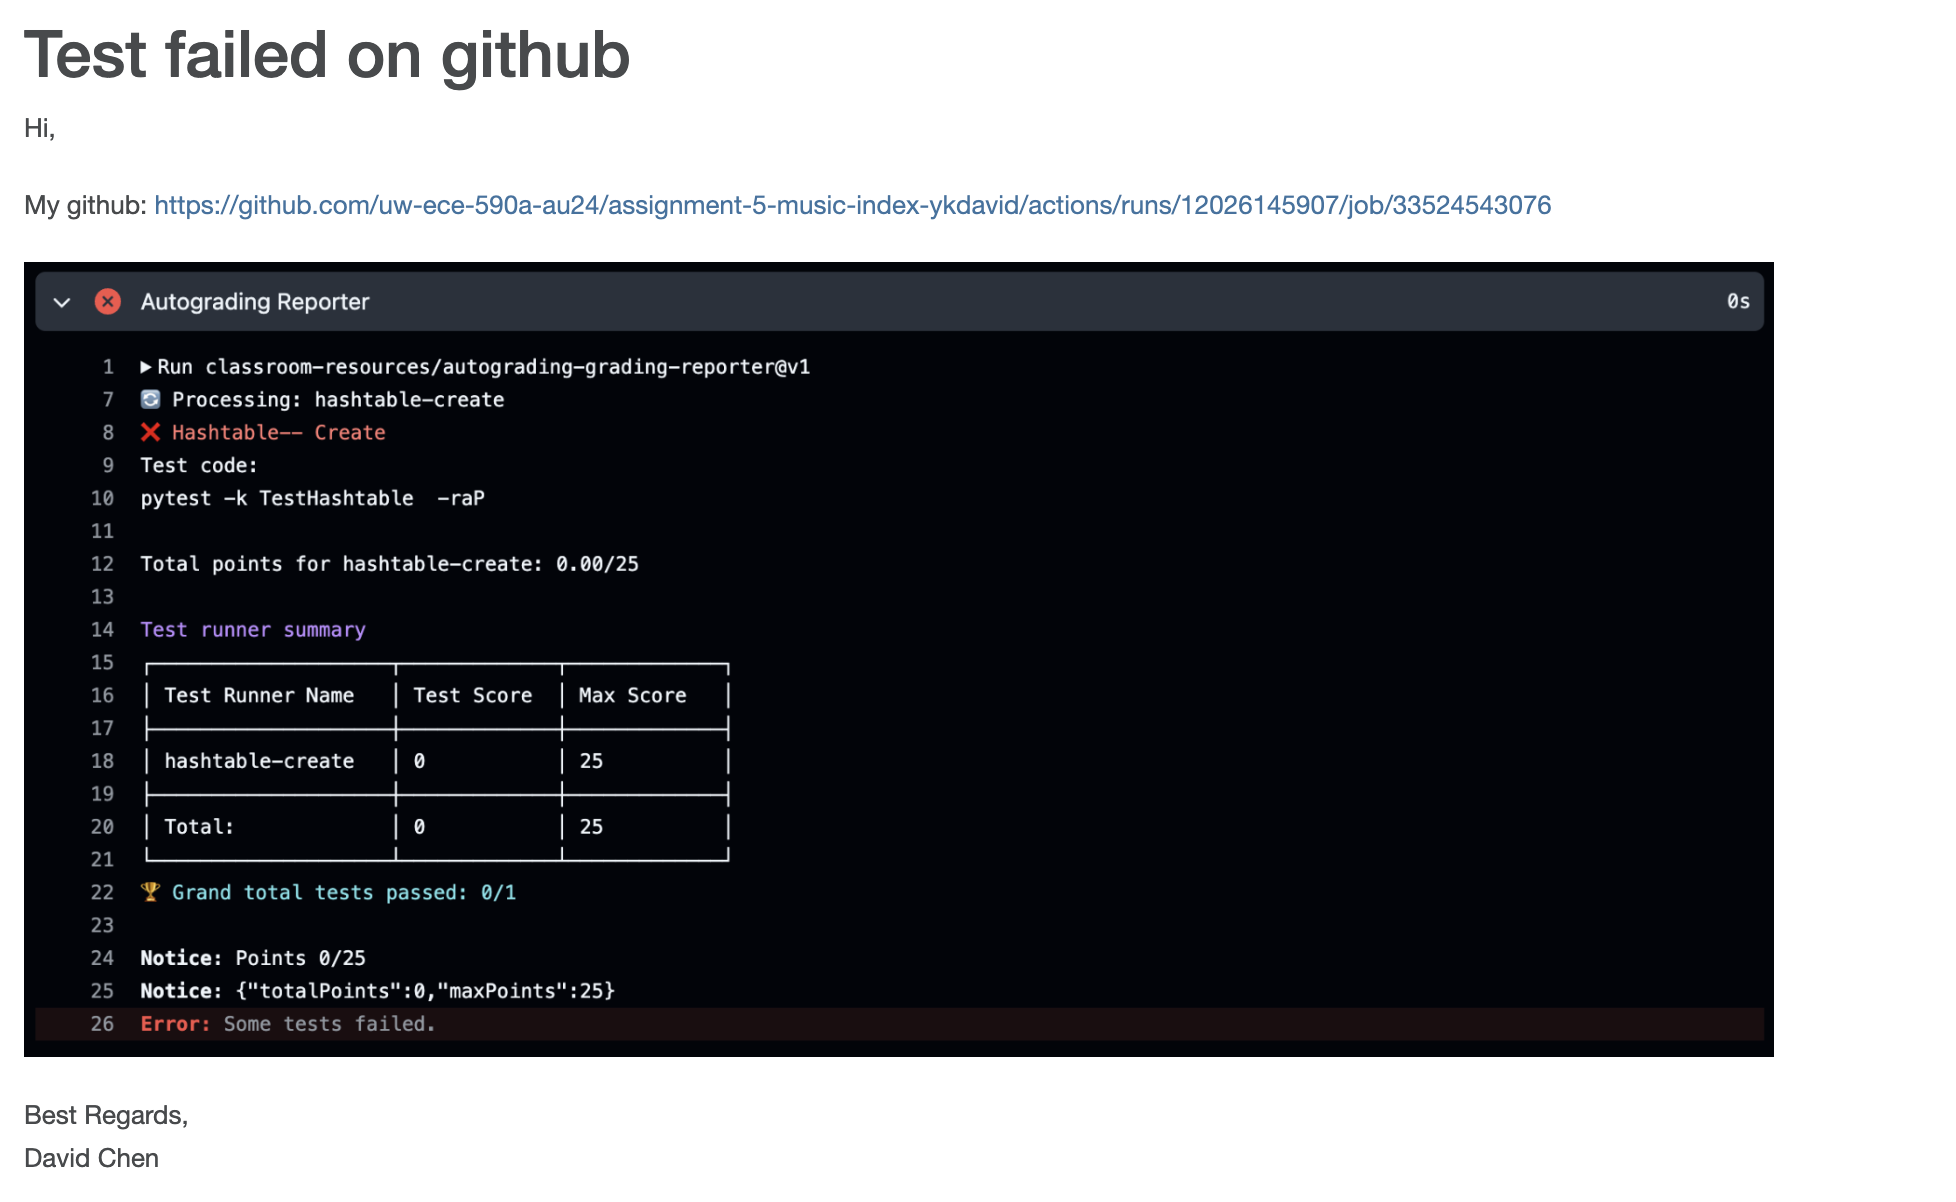 Test failed on github
Hi,
My github: https://github.com/uw-ece-590a-au24/assignment-5-music-index-ykdavid/actions/runs/12026145907/job/33524543076
Autograding Reporter 0s
1 ▶ Run classroom-resources/autograding-grading-reporter@v1
7 🔄 Processing: hashtable-create
8 ❌ Hashtable-- Create
9 Test code:
10 pytest -k TestHashtable  -raP
11
12 Total points for hashtable-create: 0.00/25
13
14 Test runner summary
15
16 │ Test Runner Name │ Test Score │ Max Score │
17
18 │ hashtable-create │ 0 │ 25 │
19
20 │ Total: │ 0 │ 25 │
21
22 🏆 Grand total tests passed: 0/1
23
24 Notice: Points 0/25
25 Notice: {"totalPoints":0,"maxPoints":25}
26 Error: Some tests failed.
Best Regards,
David Chen